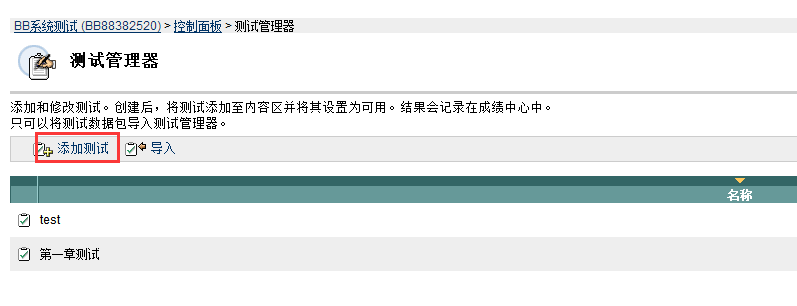 BB系统测试 (BB88382520) > 控制面板 > 测试管理器
测试管理器
添加和修改测试。创建后，将测试添加至内容区并将其设置为可用。结果会记录在成绩中心中。
只可以将测试数据包导入测试管理器。
添加测试 导入
名称
test
第一章测试